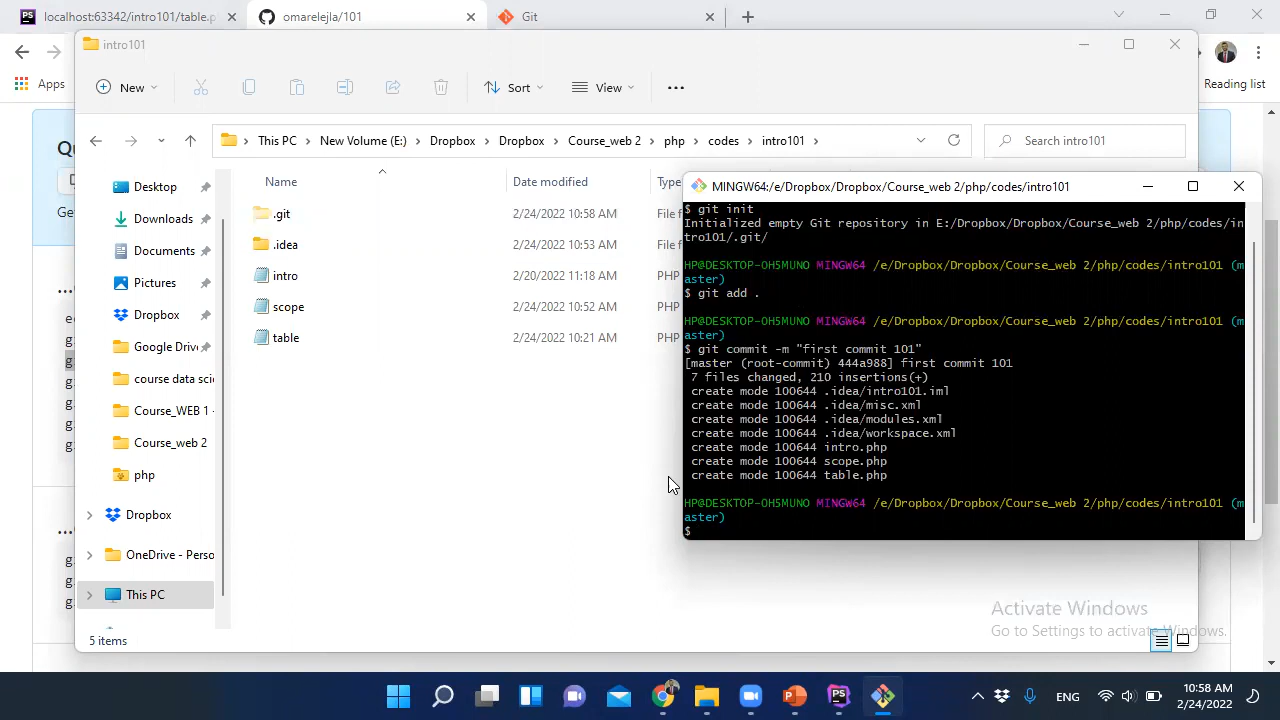 localhost:63342/intro101/table.p
omarelejla/101
Git
Apps
Reading list
intro101
New
Sort
View
This PC
New Volume (E:)
Dropbox
Dropbox
Course_web 2
php
codes
intro101
Search intro101
Name
Date modified
Type
.git
2/24/2022 10:58 AM
File f
.idea
2/24/2022 10:53 AM
File f
intro
2/20/2022 11:18 AM
PHP
scope
2/24/2022 10:52 AM
PHP
table
2/24/2022 10:21 AM
PHP
Desktop
Downloads
Documents
Pictures
Dropbox
Google Driv
course data sci
Course_WEB 1 -
Course_web 2
php
Dropbox
OneDrive - Perso
This PC
5 items
MINGW64:/e/Dropbox/Dropbox/Course_web 2/php/codes/intro101
$ git init
Initialized empty Git repository in E:/Dropbox/Dropbox/Course_web 2/php/codes/in
tro101/.git/
HP@DESKTOP-OH5MUNO MINGW64 /e/Dropbox/Dropbox/Course_web 2/php/codes/intro101 (m
aster)
$ git add .
HP@DESKTOP-OH5MUNO MINGW64 /e/Dropbox/Dropbox/Course_web 2/php/codes/intro101 (m
aster)
$ git commit -m "first commit 101"
[master (root-commit) 444a988] first commit 101
7 files changed, 210 insertions(+)
create mode 100644 .idea/intro101.iml
create mode 100644 .idea/misc.xml
create mode 100644 .idea/modules.xml
create mode 100644 .idea/workspace.xml
create mode 100644 intro.php
create mode 100644 scope.php
create mode 100644 table.php
HP@DESKTOP-OH5MUNO MINGW64 /e/Dropbox/Dropbox/Course_web 2/php/codes/intro101 (m
aster)
$
Activate Windows
Go to Settings to activate Windows.
ENG
10:58 AM
2/24/2022